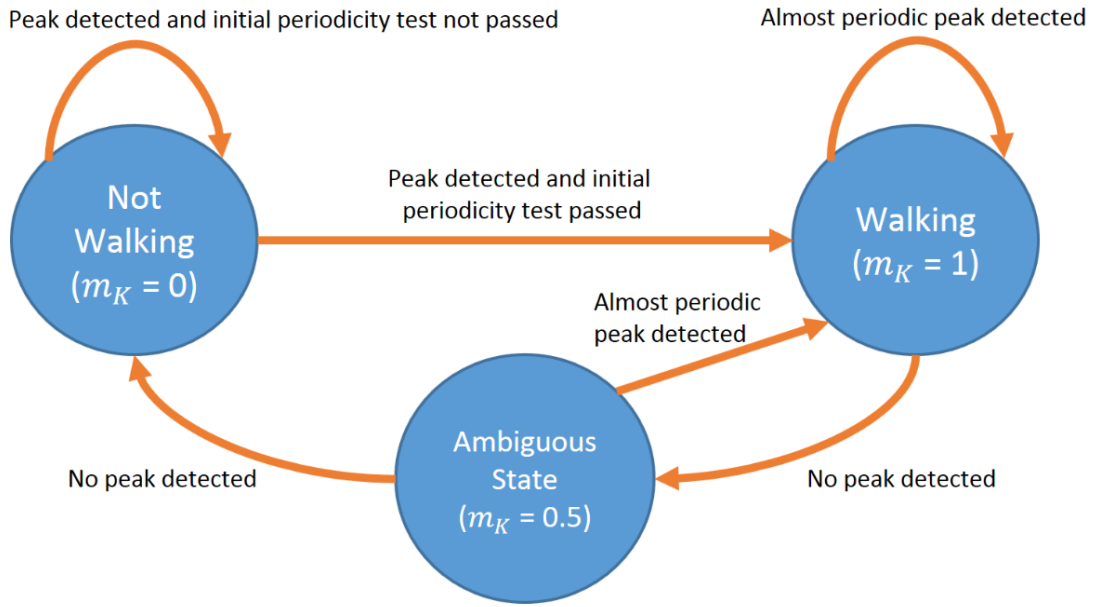 Peak detected and initial periodicity test not passed
Almost periodic peak detected
Not
Walking
(m_K = 0)
Peak detected and initial
periodicity test passed
Walking
(m_K = 1)
Almost periodic
peak detected
Ambiguous
State
(m_K = 0.5)
No peak detected
No peak detected